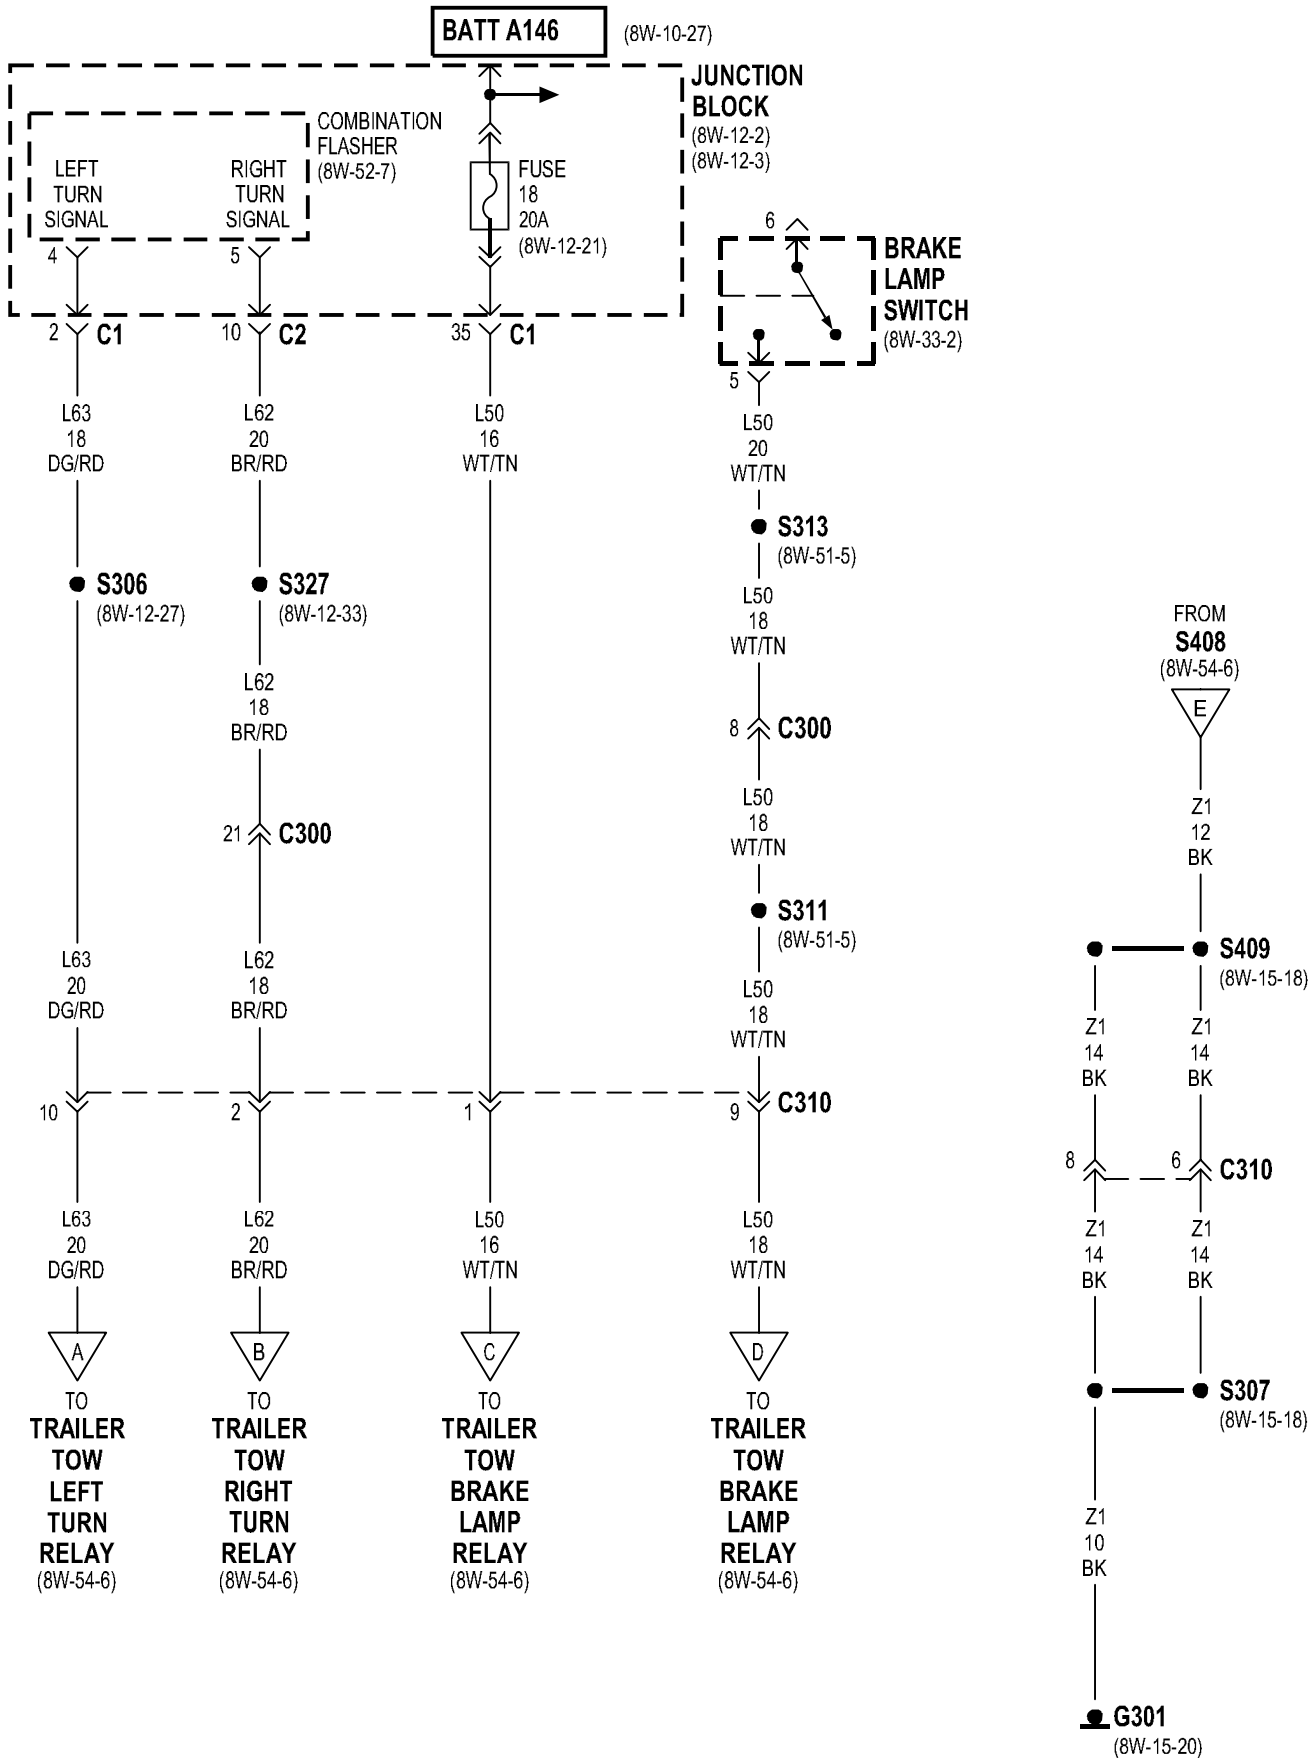 BATT A146
(8W-10-27)
JUNCTION
BLOCK
(8W-12-2)
(8W-12-3)
COMBINATION
FLASHER
(8W-52-7)
LEFT
TURN
SIGNAL
RIGHT
TURN
SIGNAL
FUSE
18
20A
(8W-12-21)
4
5
2
C1
10
C2
35
C1
6
BRAKE
LAMP
SWITCH
(8W-33-2)
5
L63
18
DG/RD
L62
20
BR/RD
L50
16
WT/TN
L50
20
WT/TN
S313
(8W-51-5)
S306
(8W-12-27)
S327
(8W-12-33)
L50
18
WT/TN
L62
18
BR/RD
8
C300
21
C300
L50
18
WT/TN
S311
(8W-51-5)
L63
20
DG/RD
L62
18
BR/RD
L50
18
WT/TN
10
2
1
9
C310
L63
20
DG/RD
L62
20
BR/RD
L50
16
WT/TN
L50
18
WT/TN
A
B
C
D
TO
TRAILER
TOW
LEFT
TURN
RELAY
(8W-54-6)
TO
TRAILER
TOW
RIGHT
TURN
RELAY
(8W-54-6)
TO
TRAILER
TOW
BRAKE
LAMP
RELAY
(8W-54-6)
TO
TRAILER
TOW
BRAKE
LAMP
RELAY
(8W-54-6)
FROM
S408
(8W-54-6)
E
Z1
12
BK
S409
(8W-15-18)
Z1
14
BK
Z1
14
BK
8
6
C310
Z1
14
BK
Z1
14
BK
S307
(8W-15-18)
Z1
10
BK
G301
(8W-15-20)